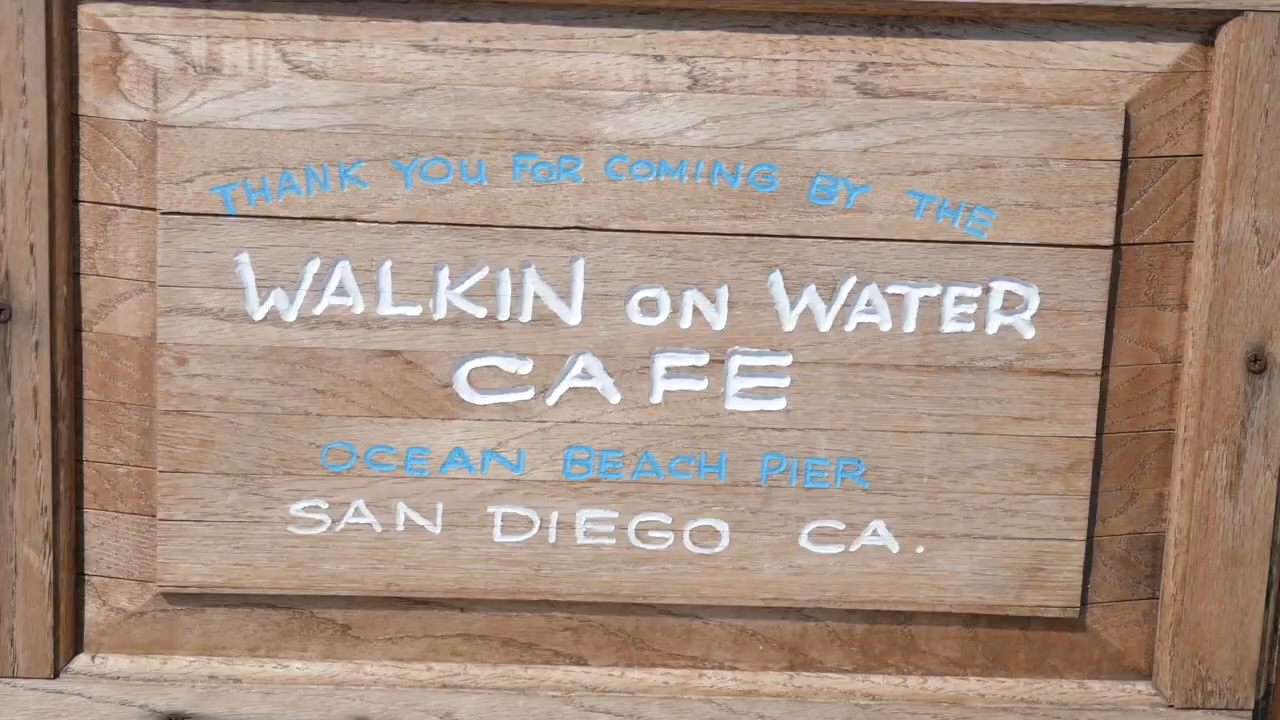 THANK YOU FOR COMING BY THE
WALKIN ON WATER
CAFE
OCEAN BEACH PIER
SAN DIEGO CA.